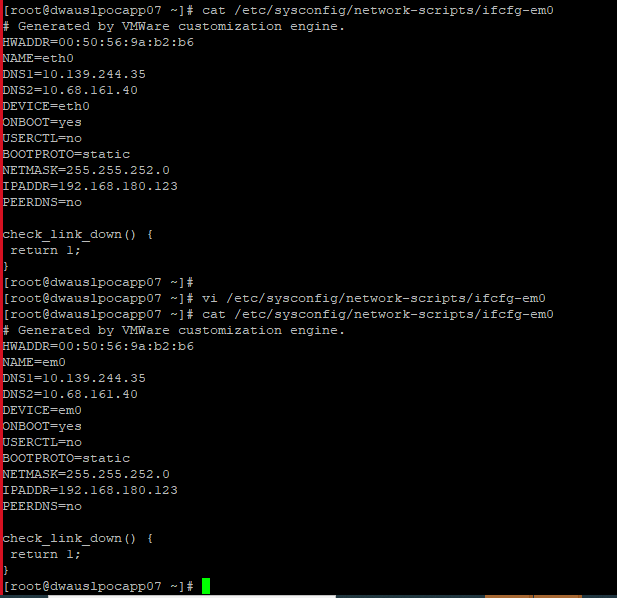 [root@dwauslpocapp07 ~]# cat /etc/sysconfig/network-scripts/ifcfg-em0
# Generated by VMWare customization engine.
HWADDR=00:50:56:9a:b2:b6
NAME=eth0
DNS1=10.139.244.35
DNS2=10.68.161.40
DEVICE=eth0
ONBOOT=yes
USERCTL=no
BOOTPROTO=static
NETMASK=255.255.252.0
IPADDR=192.168.180.123
PEERDNS=no

check_link_down() {
 return 1;
}
[root@dwauslpocapp07 ~]#
[root@dwauslpocapp07 ~]# vi /etc/sysconfig/network-scripts/ifcfg-em0
[root@dwauslpocapp07 ~]# cat /etc/sysconfig/network-scripts/ifcfg-em0
# Generated by VMWare customization engine.
HWADDR=00:50:56:9a:b2:b6
NAME=em0
DNS1=10.139.244.35
DNS2=10.68.161.40
DEVICE=em0
ONBOOT=yes
USERCTL=no
BOOTPROTO=static
NETMASK=255.255.252.0
IPADDR=192.168.180.123
PEERDNS=no

check_link_down() {
 return 1;
}
[root@dwauslpocapp07 ~]#